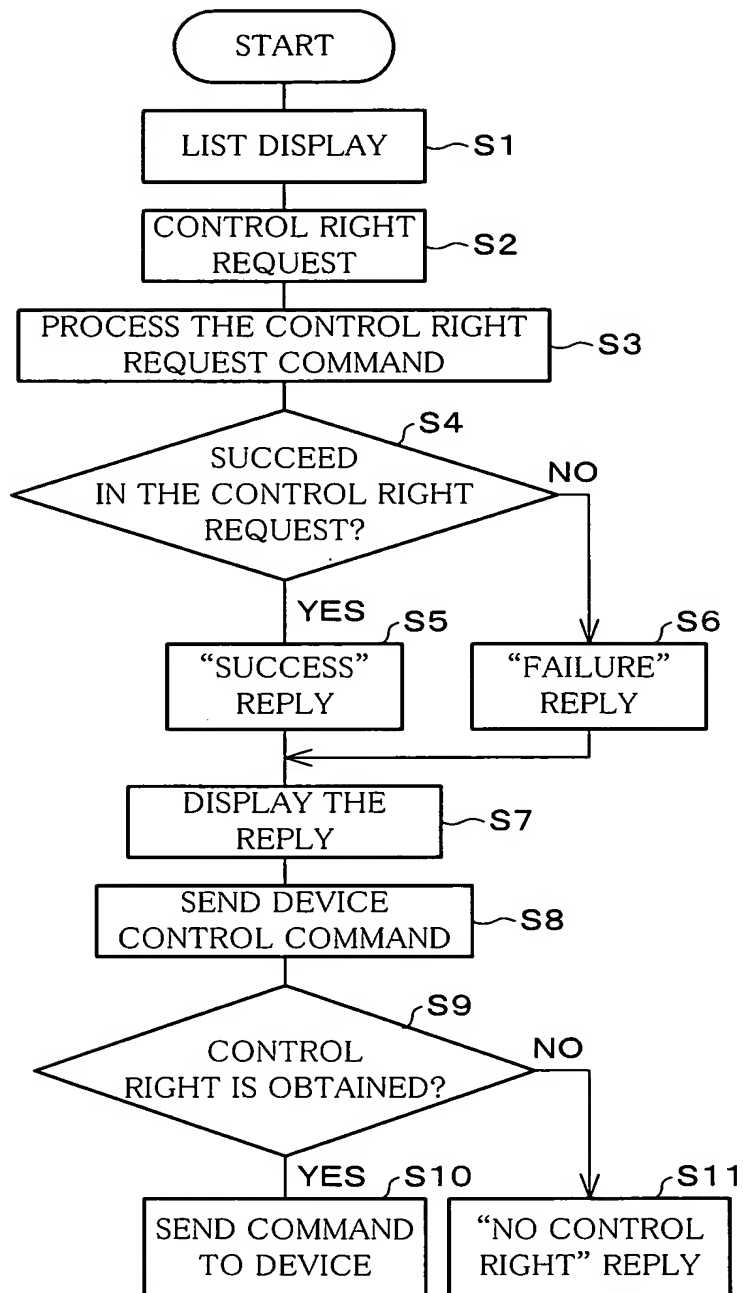 START
LIST DISPLAY
S1
CONTROL RIGHT
REQUEST
S2
PROCESS THE CONTROL RIGHT
REQUEST COMMAND
S3
S4
SUCCEED
IN THE CONTROL RIGHT
REQUEST?
NO
YES
S5
S6
“SUCCESS”
REPLY
“FAILURE”
REPLY
DISPLAY THE
REPLY
S7
SEND DEVICE
CONTROL COMMAND
S8
S9
CONTROL
RIGHT IS OBTAINED?
NO
YES
S10
S11
SEND COMMAND
TO DEVICE
“NO CONTROL
RIGHT” REPLY